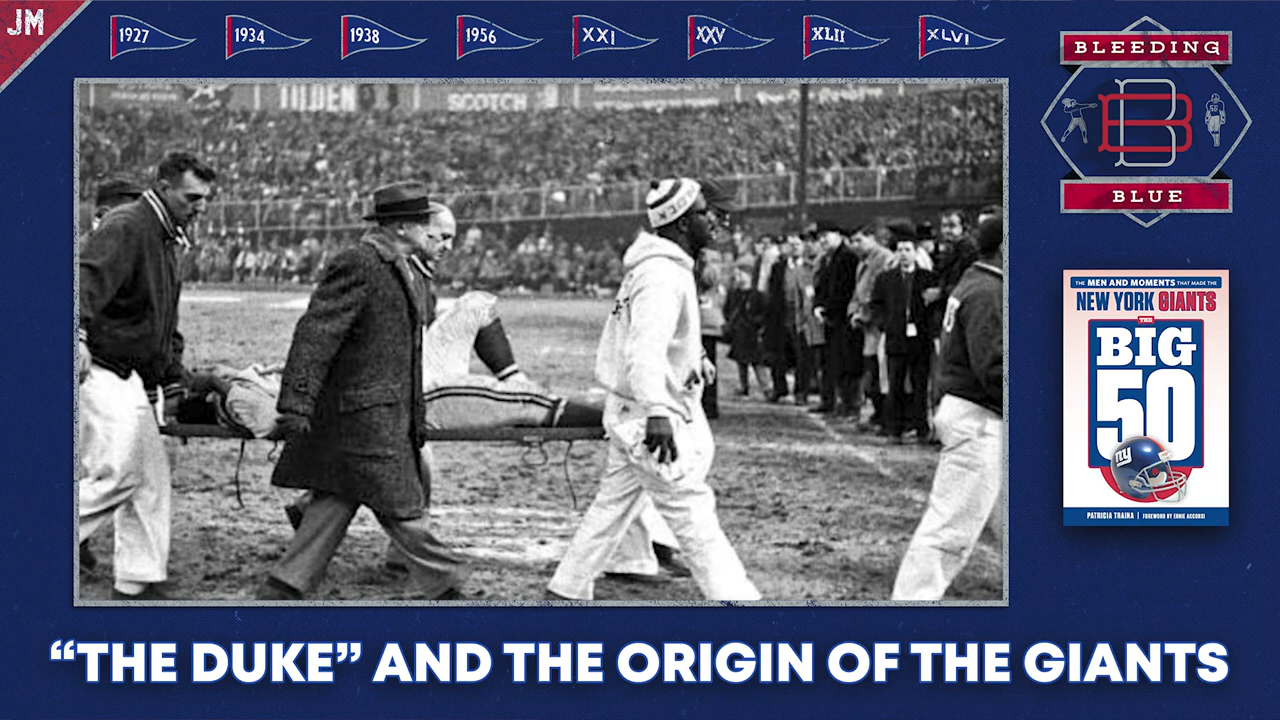 JM
1927
1934
1938
1956
XXI
XXV
XLII
XLVI
BLEEDING
B
BLUE
56
TILDEN
SCOTCH
THE MEN AND MOMENTS THAT MADE THE
NEW YORK GIANTS
THE
BIG
50
ny
PATRICIA TRAINA | FOREWORD BY ERNIE ACCORSI
“THE DUKE” AND THE ORIGIN OF THE GIANTS